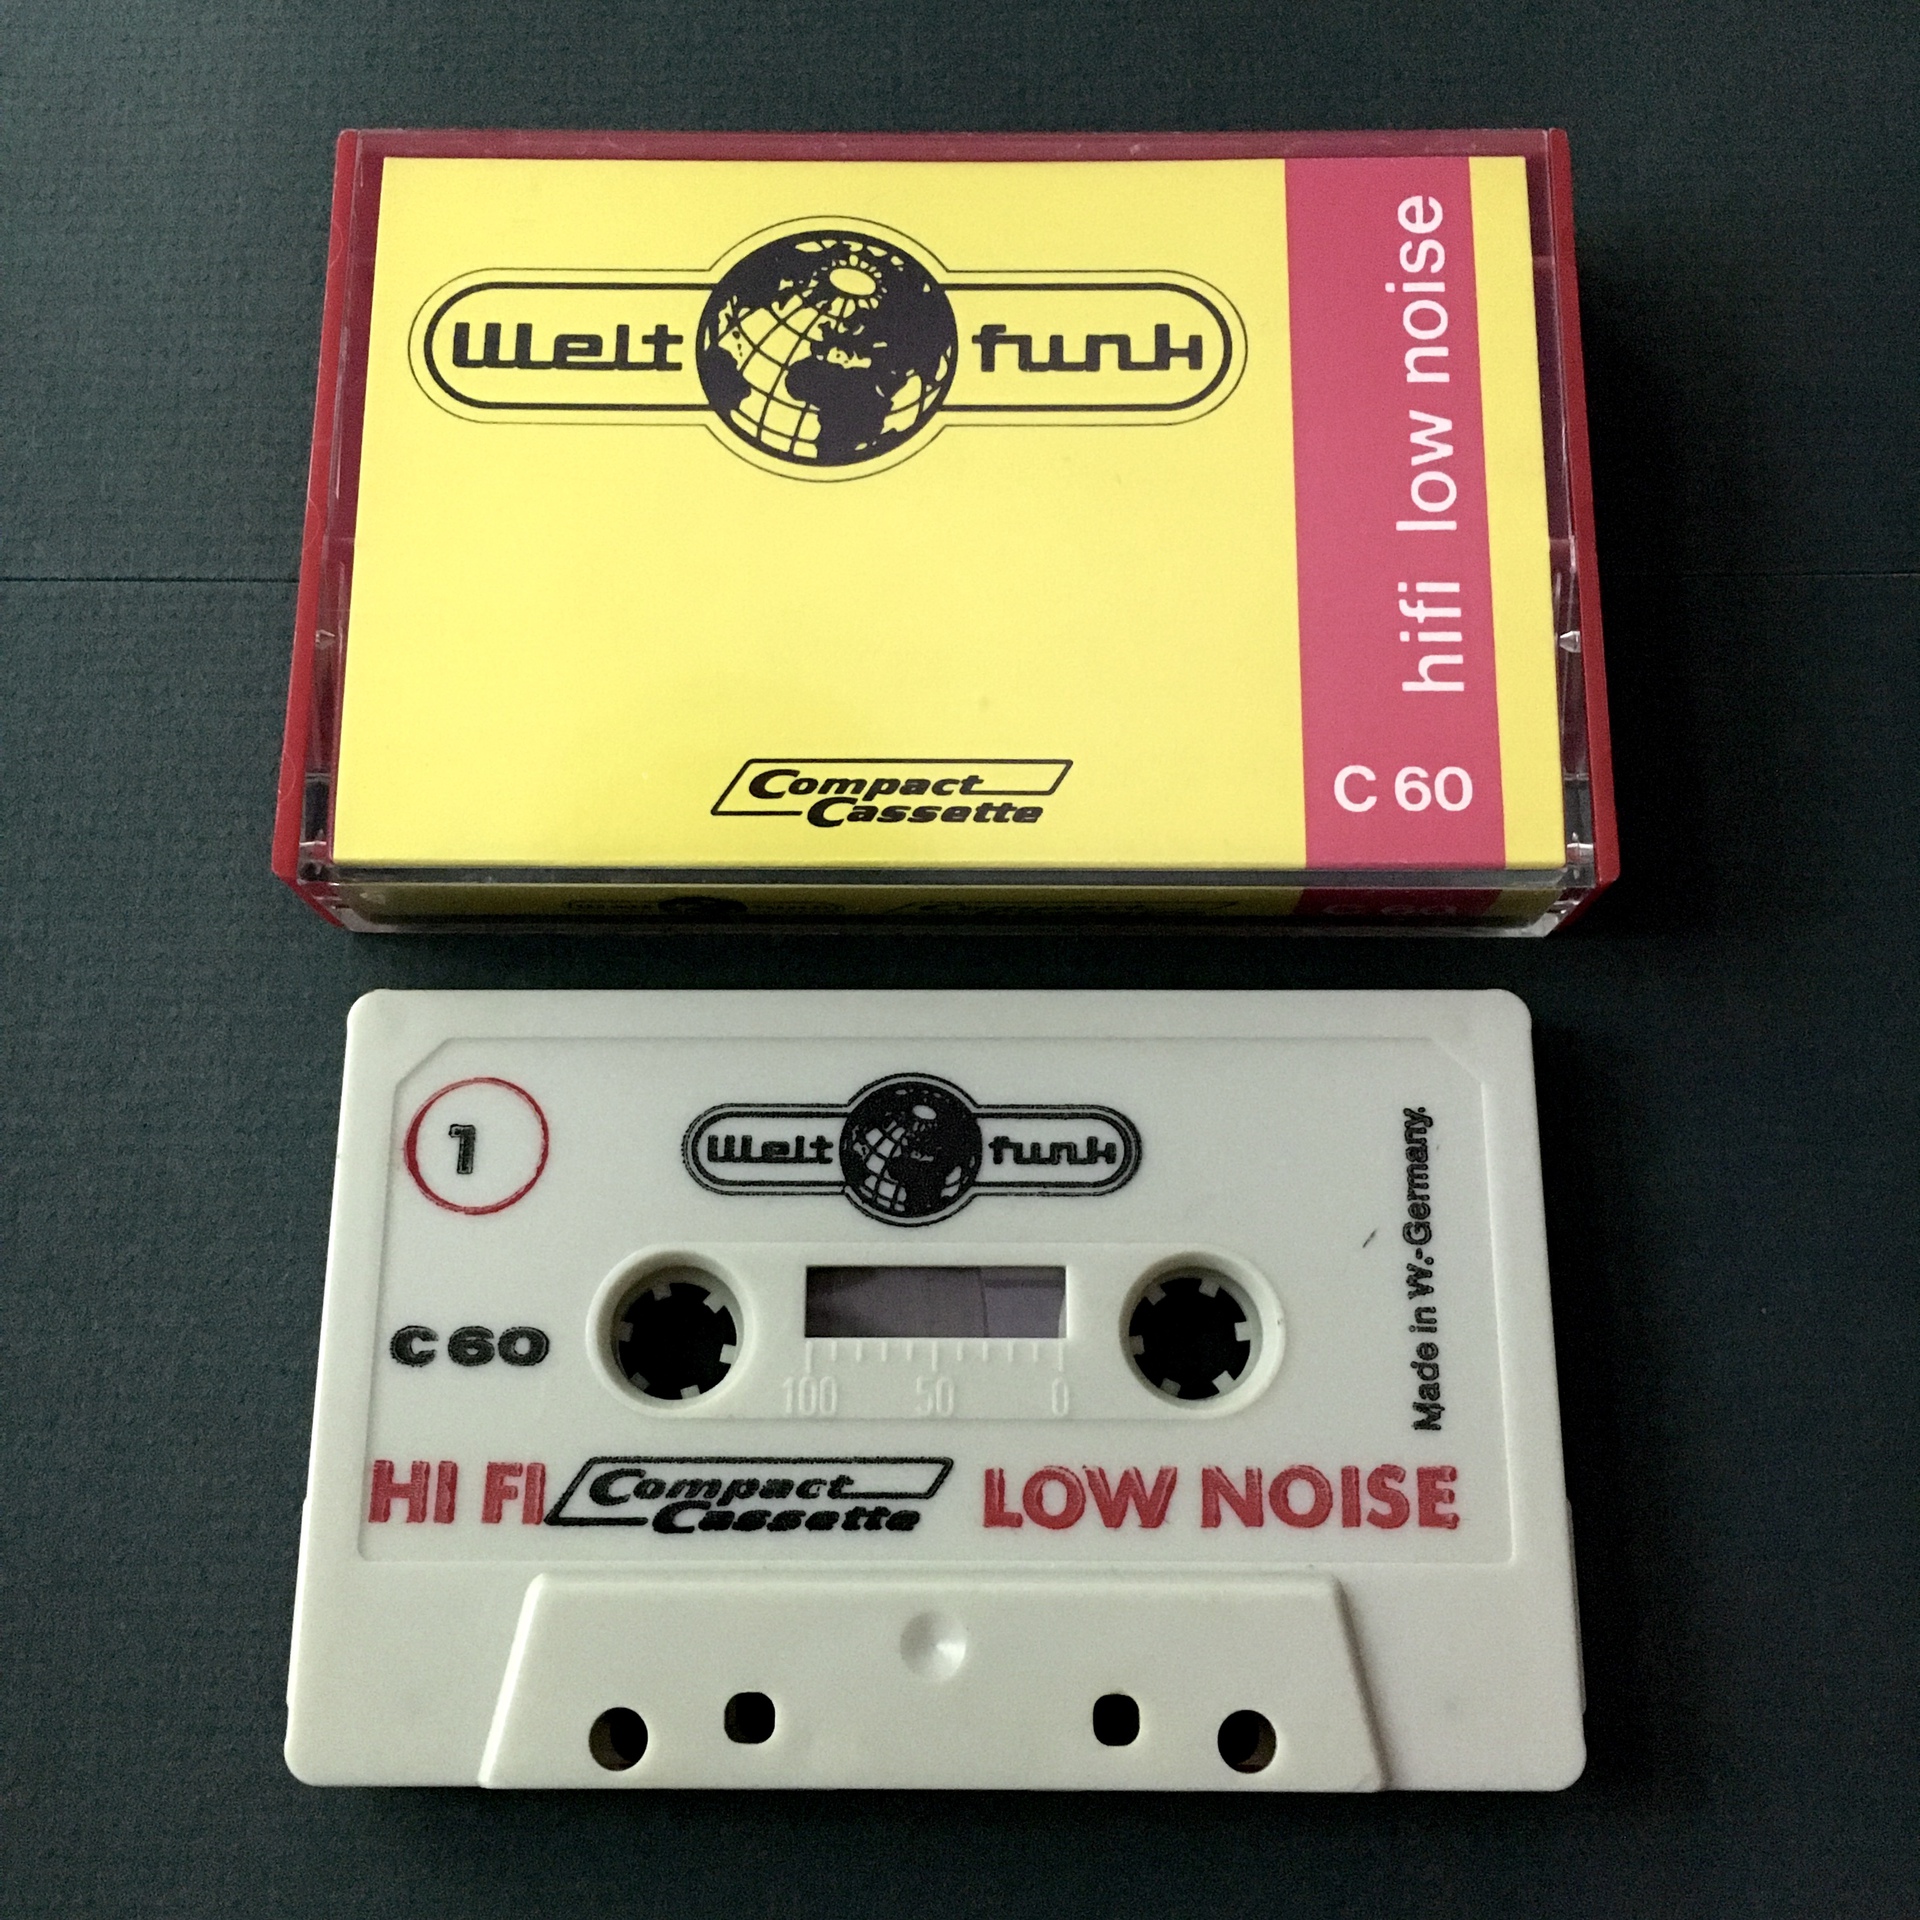 Welt funk
hifi low noise
C 60
Compact
Cassette
C 60
1
Welt funk
Made in W.-Germany.
C 60
100 50 0
HI FI Compact LOW NOISE
Cassette